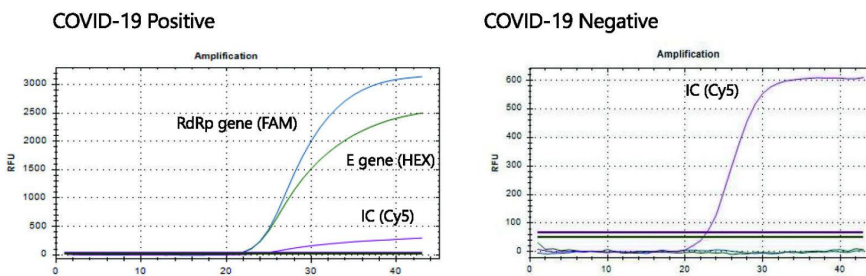 COVID-19 Positive
Amplification
RFU
3000
2500
2000
1500
1000
500
0
0
10
20
30
40
RdRp gene (FAM)
E gene (HEX)
IC (Cy5)
COVID-19 Negative
Amplification
RFU
600
500
400
300
200
100
0
0
10
20
30
40
IC (Cy5)